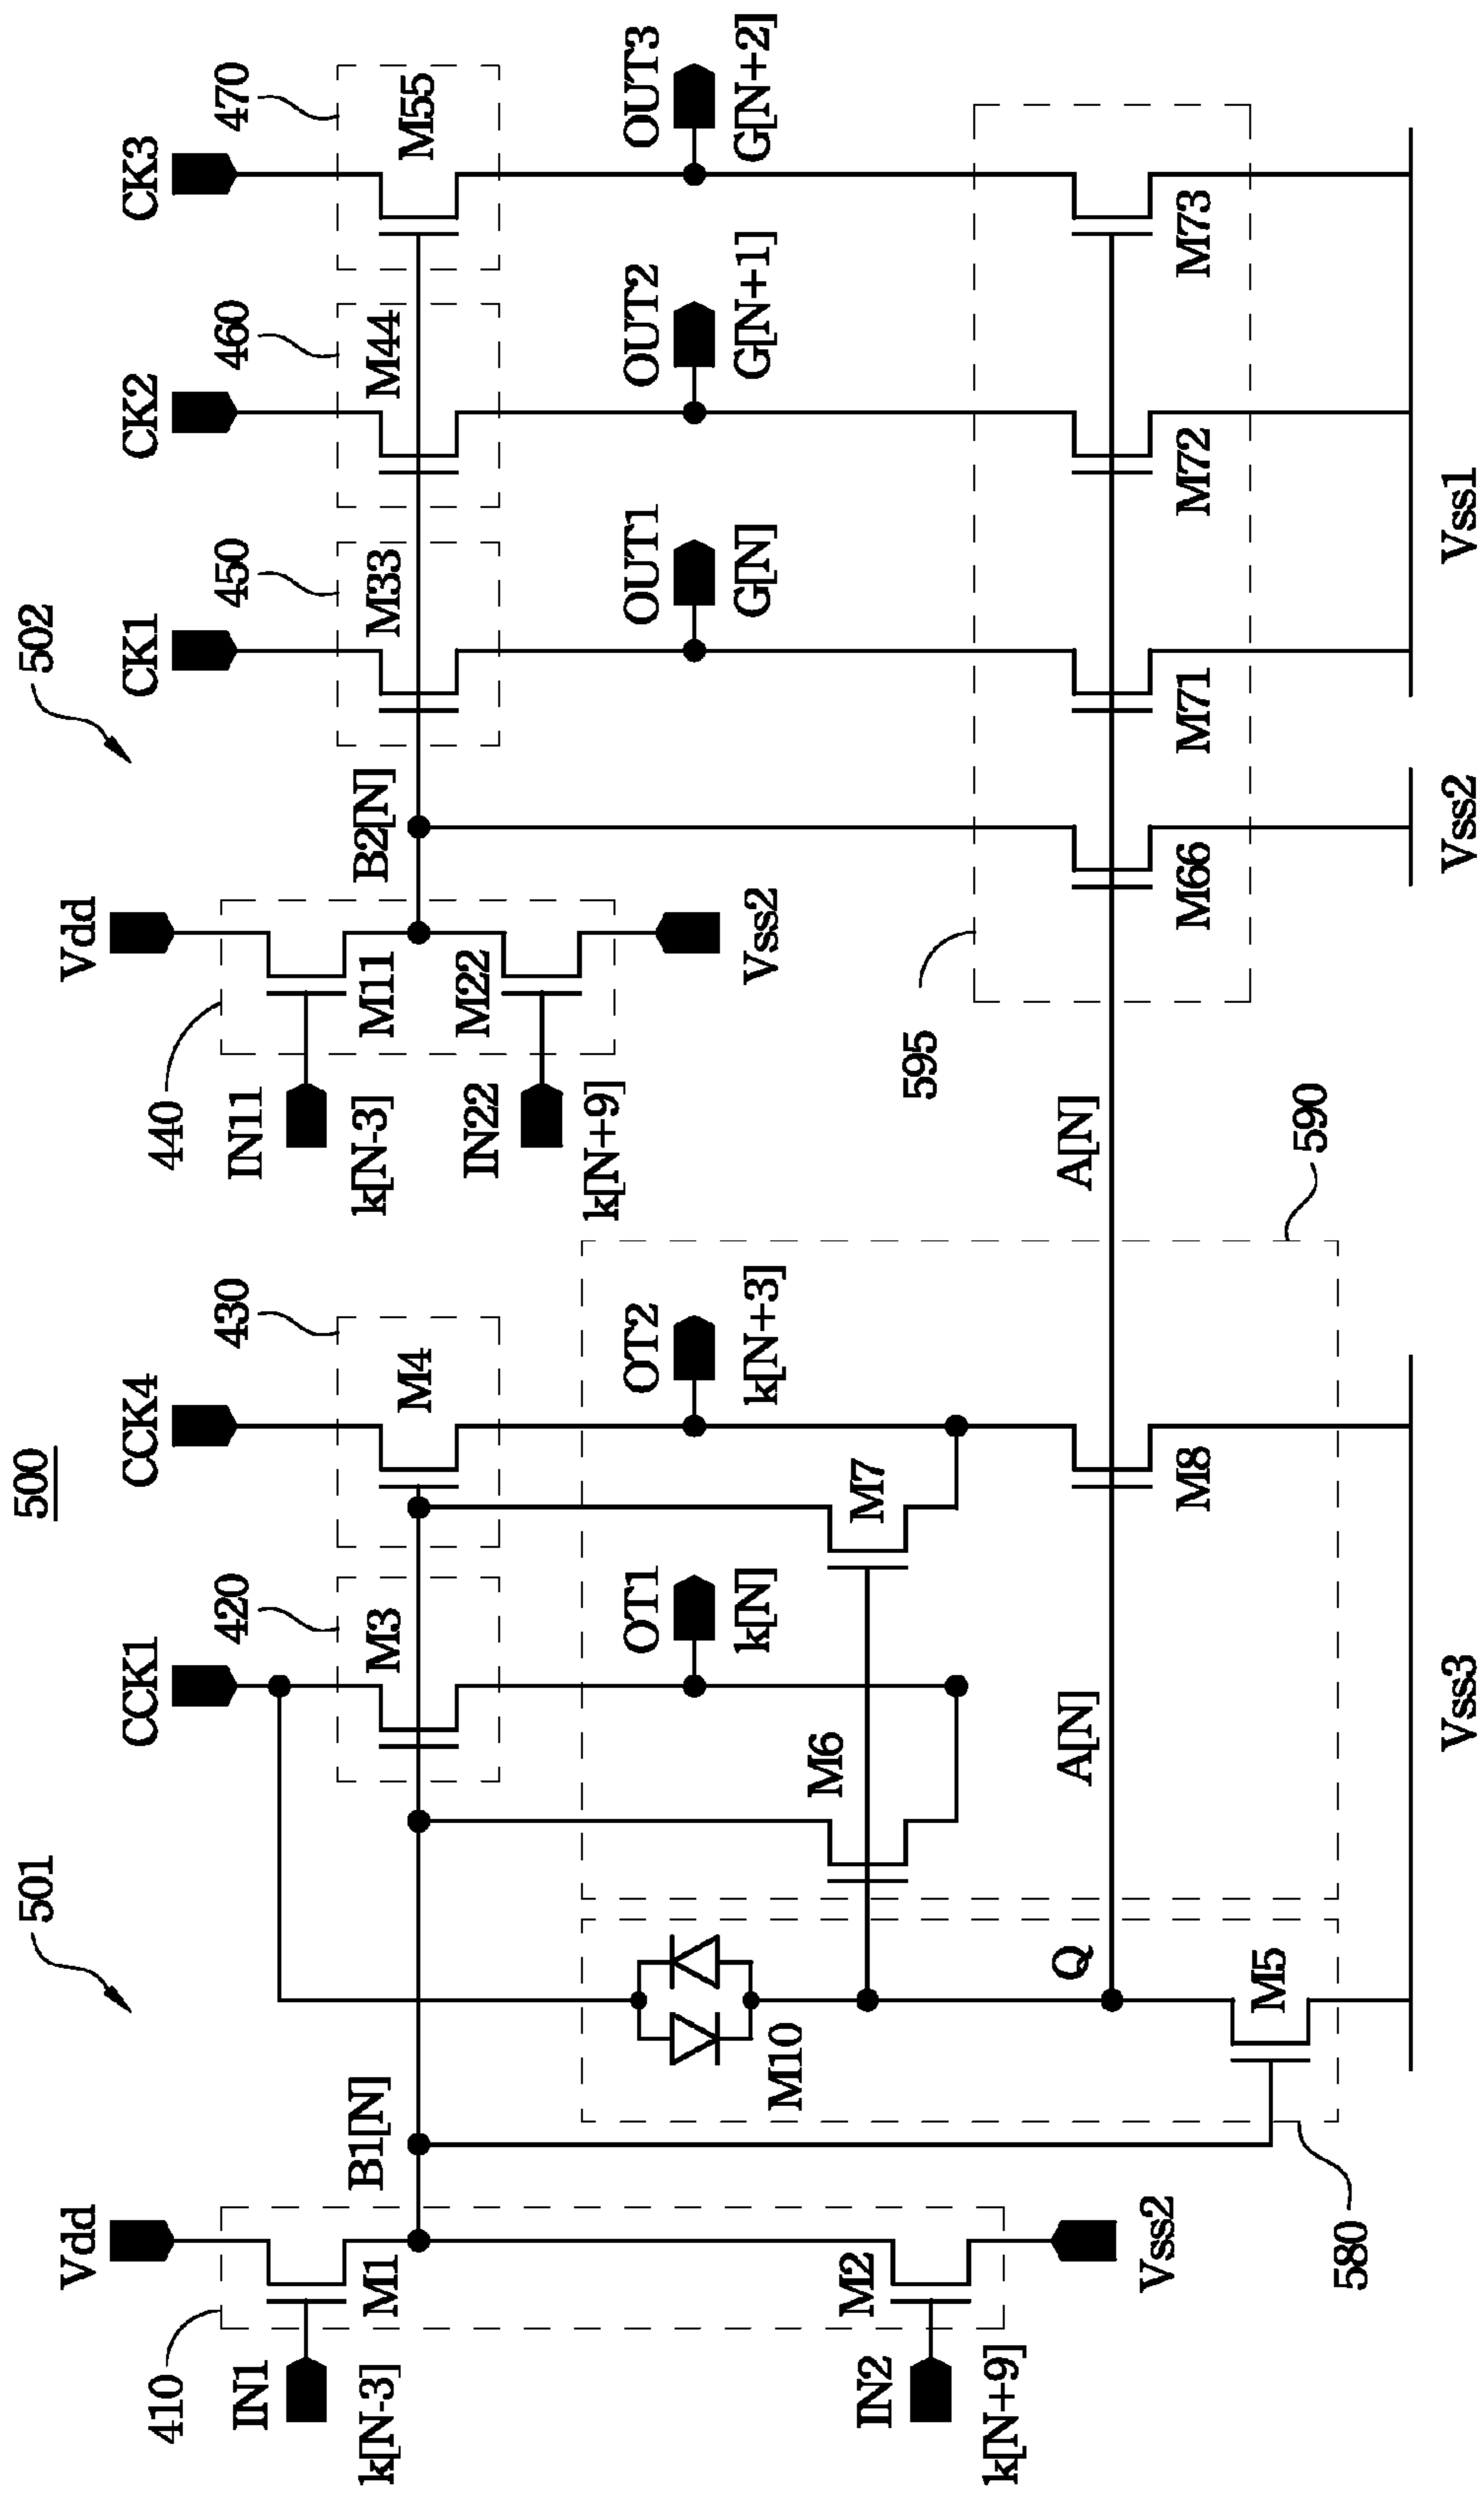 500
501
502
Vdd
CCK1
CCK4
Vdd
CK1
CK2
CK3
410
420
430
440
450
460
470
IN1
k[N-3]
M1
B1[N]
M3
M4
IN11
k[N-3]
M11
B2[N]
M33
M44
M55
IN22
k[N+9]
M22
Vss2
OT1
k[N]
OT2
k[N+3]
OUT1
G[N]
OUT2
G[N+1]
OUT3
G[N+2]
M10
M6
M7
IN2
k[N+9]
M2
Vss2
Q
A[N]
A[N]
595
M8
M66
M71
M72
M73
M5
580
590
Vss3
Vss2
Vss1